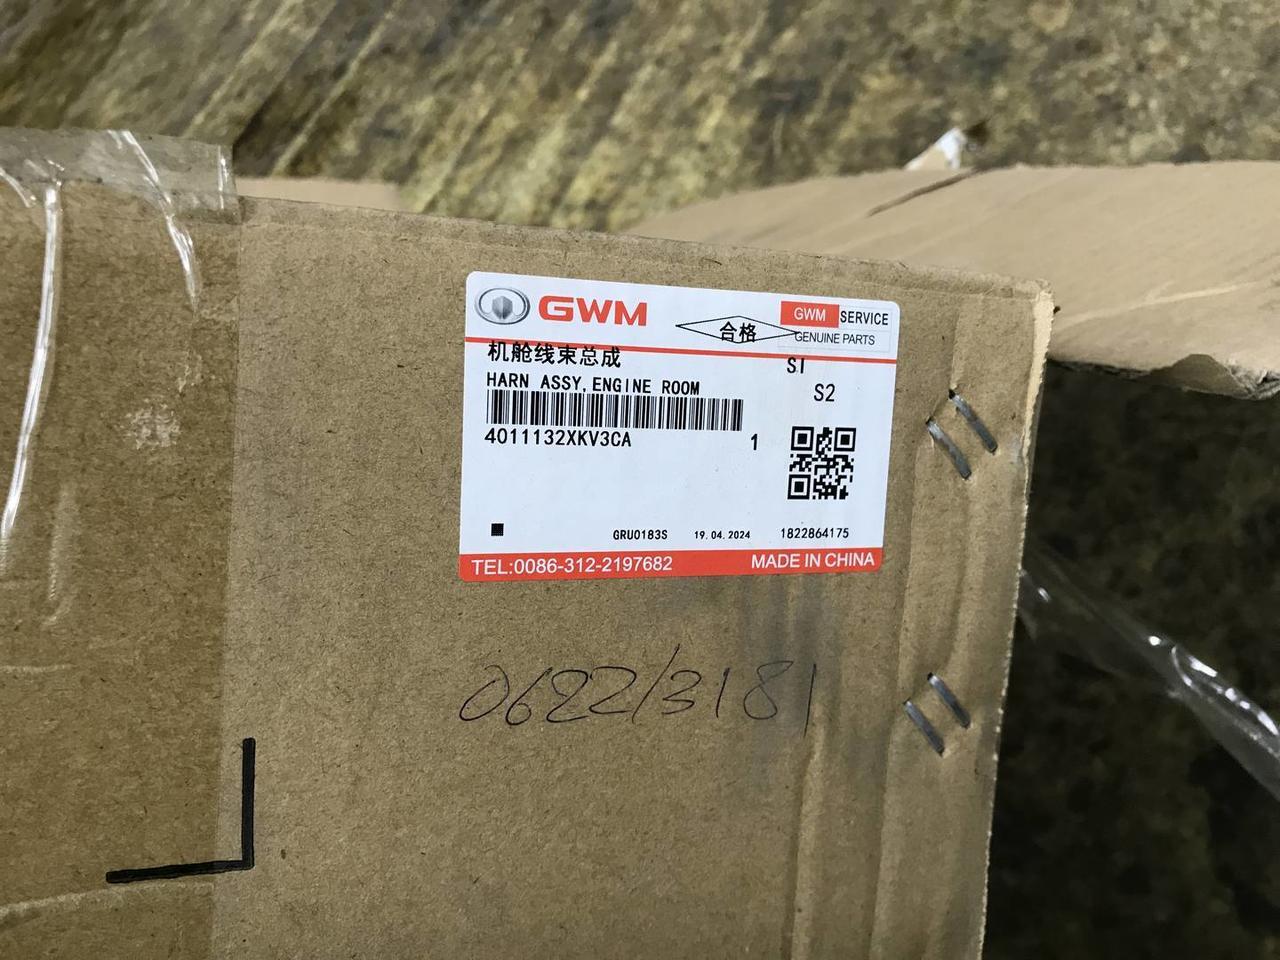 GWM
合格
GWM SERVICE
GENUINE PARTS
机舱线束总成
S1
HARN ASSY,ENGINE ROOM
S2
4011132XKV3CA
1
GRU0183S 19.04.2024 1822864175
TEL:0086-312-2197682 MADE IN CHINA
0622/3181